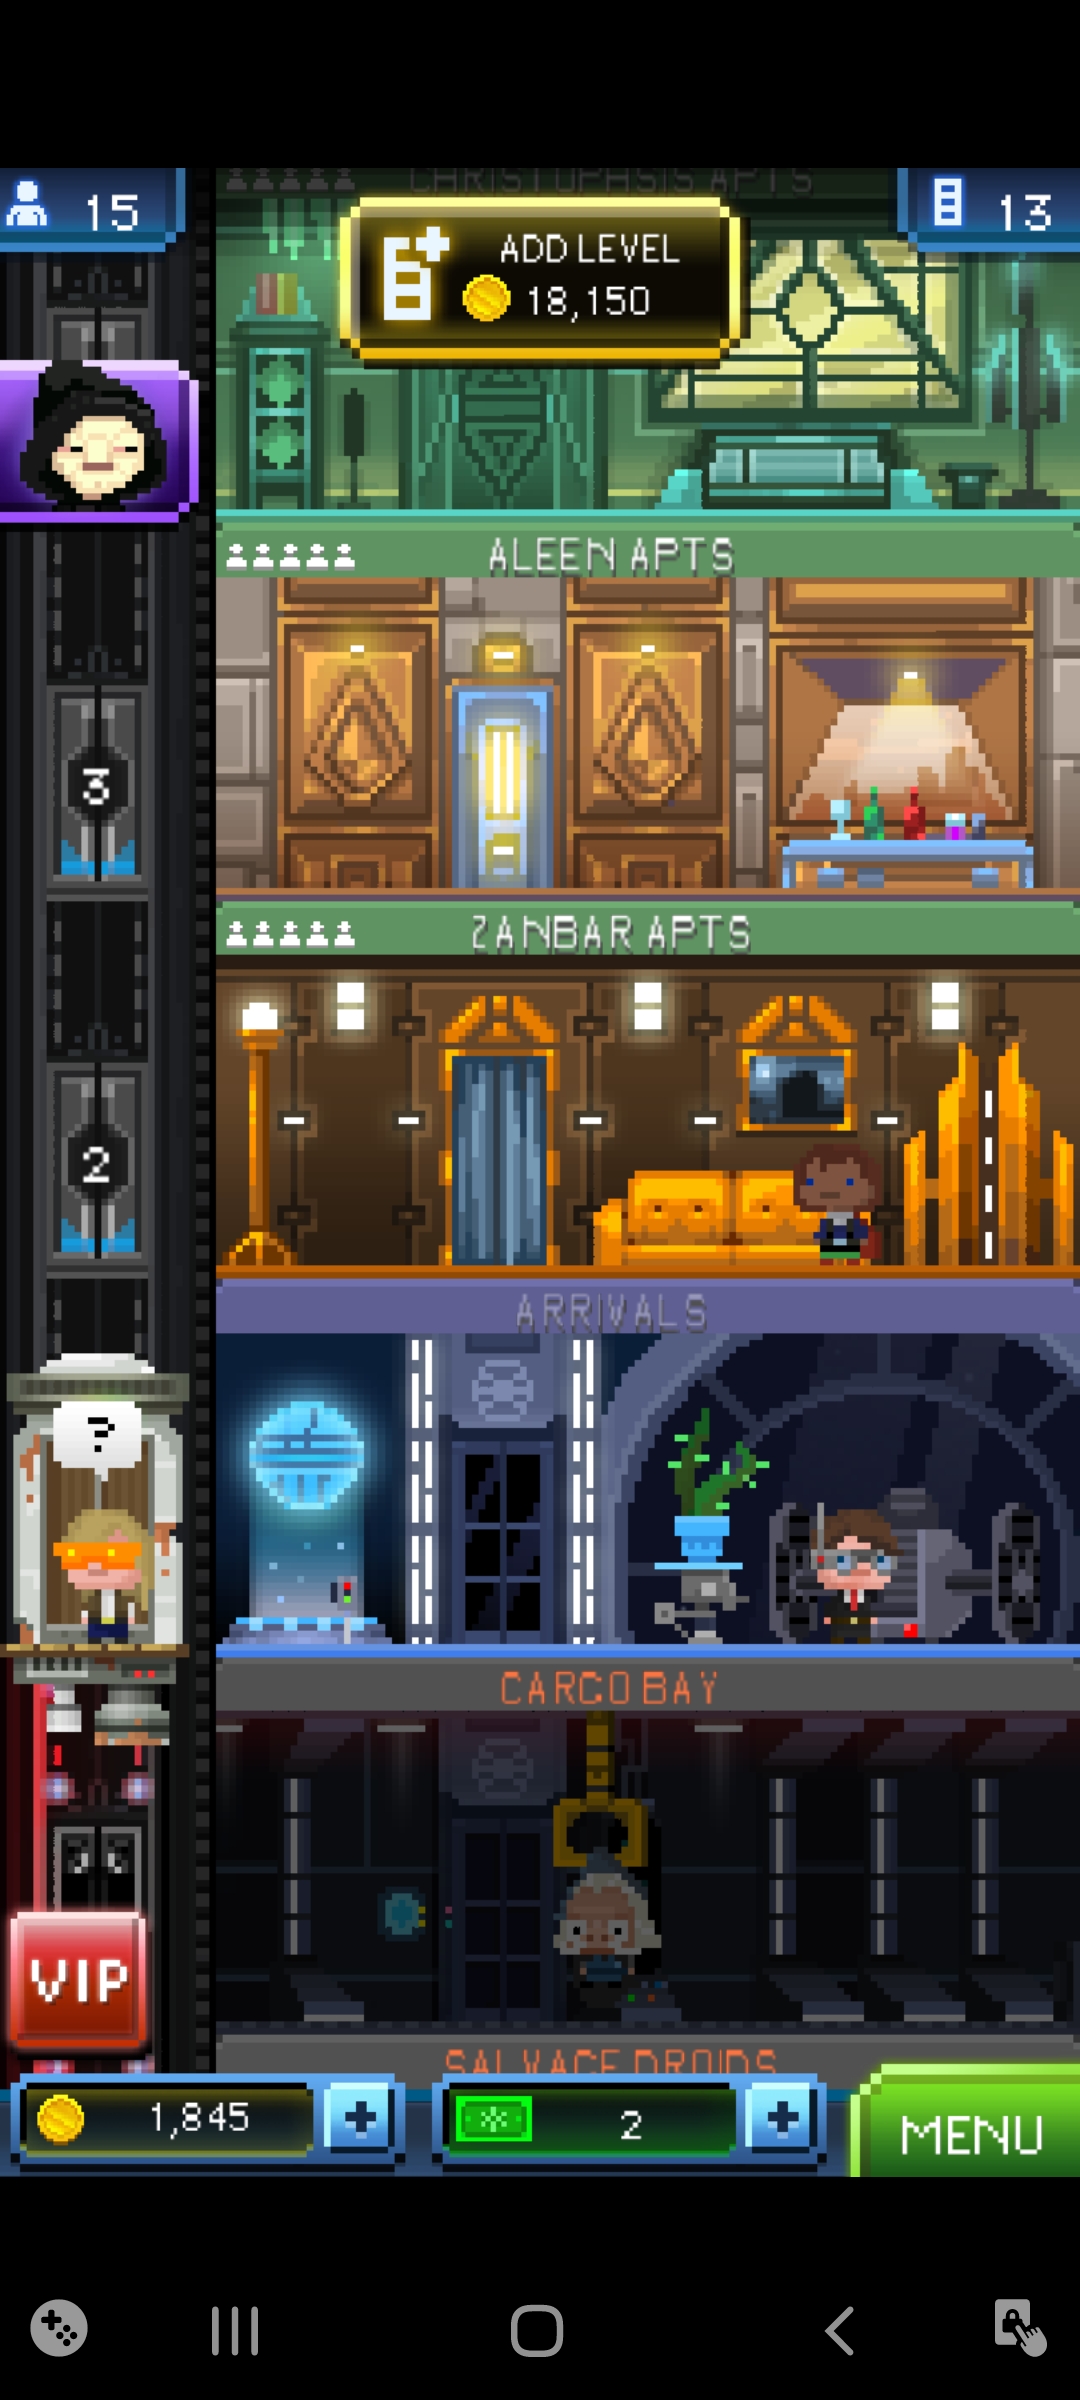 15
CHRISTOPHSIS APTS
13
ADD LEVEL
18,150
ALEEN APTS
3
ZANBAR APTS
2
ARRIVALS
?
CARGO BAY
VIP
SALVAGE DROIDS
1,845
+
2
+
MENU